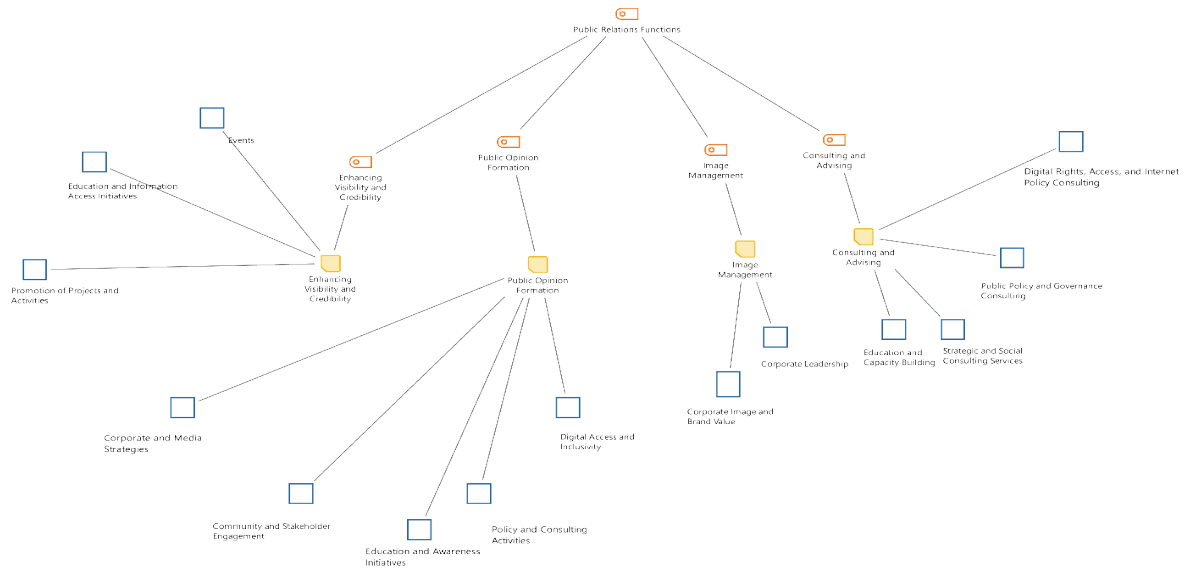 Public Relations Functions
Events
Education and Information
Access Initiatives
Enhancing
Visibility and
Credibility
Public Opinion
Formation
Image
Management
Consulting and
Advising
Digital Rights, Access, and Internet
Policy Consulting
Promotion of Projects and
Activities
Enhancing
Visibility and
Credibility
Public Opinion
Formation
Image
Management
Consulting and
Advising
Public Policy and Governance
Consulting
Corporate Leadership
Education and
Capacity Building
Strategic and Social
Consulting Services
Corporate Image and
Brand Value
Corporate and Media
Strategies
Digital Access and
Inclusivity
Community and Stakeholder
Engagement
Education and Awareness
Initiatives
Policy and Consulting
Activities